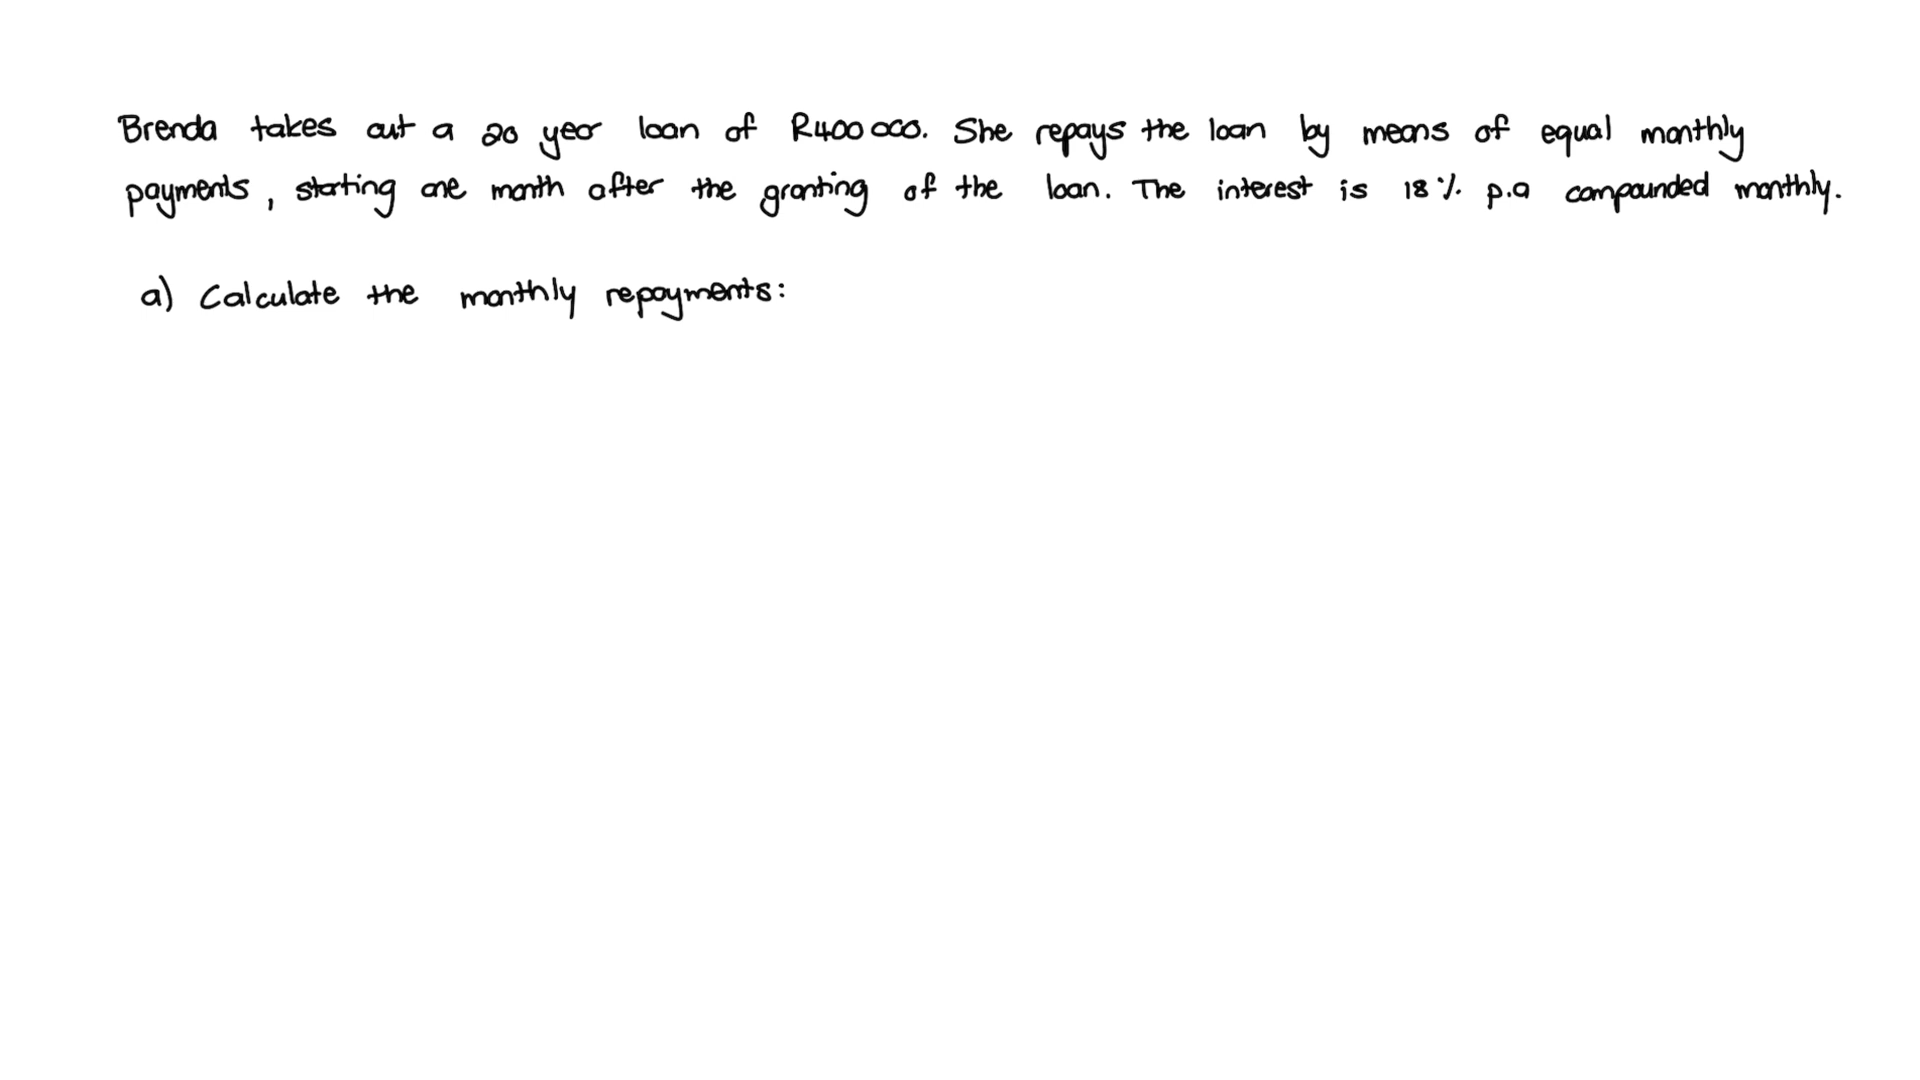 Brenda takes out a 20 year loan of R400 000. She repays the loan by means of equal monthly
payments, starting one month after the granting of the loan. The interest is 18% p.a compounded monthly.
a) Calculate the monthly repayments: